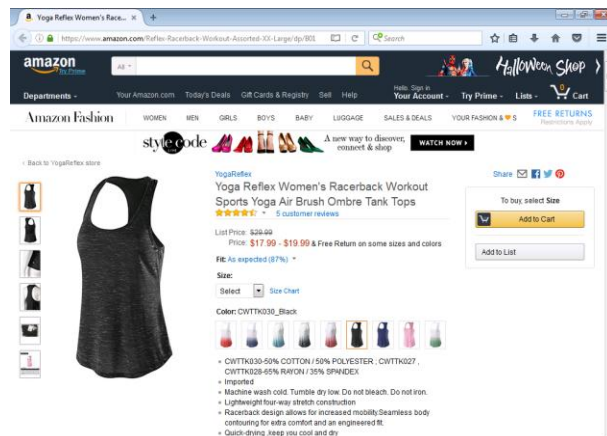 Yoga Reflex Women's Race...
https://www.amazon.com/Reflex-Racerback-Workout-Assorted-XX-Large/dp/B01
Search
amazon
Try Prime
All
Halloween Shop
Departments
Your Amazon.com Today's Deals Gift Cards & Registry Sell Help
Hello. Sign in
Your Account
Try Prime
Lists
0
Cart
Amazon Fashion
WOMEN MEN GIRLS BOYS BABY LUGGAGE SALES & DEALS YOUR FASHION & S
FREE RETURNS
Restrictions Apply
style code
A new way to discover,
connect & shop
WATCH NOW
‹ Back to YogaReflex store
YogaReflex
Yoga Reflex Women's Racerback Workout
Sports Yoga Air Brush Ombre Tank Tops
5 customer reviews
List Price: $29.99
Price: $17.99 - $19.99 & Free Return on some sizes and colors
Fit: As expected (87%)
Size:
Select
Size Chart
Color: CWTTK030_Black
• CWTTK030-50% COTTON / 50% POLYESTER ; CWTTK027 ,
CWTTK028-65% RAYON / 35% SPANDEX
• Imported
• Machine wash cold. Tumble dry low. Do not bleach. Do not iron.
• Lightweight four-way stretch construction
• Racerback design allows for increased mobility.Seamless body
contouring for extra comfort and an engineered fit.
• Quick-drying ,keep you cool and dry
Share
To buy, select Size
Add to Cart
Add to List